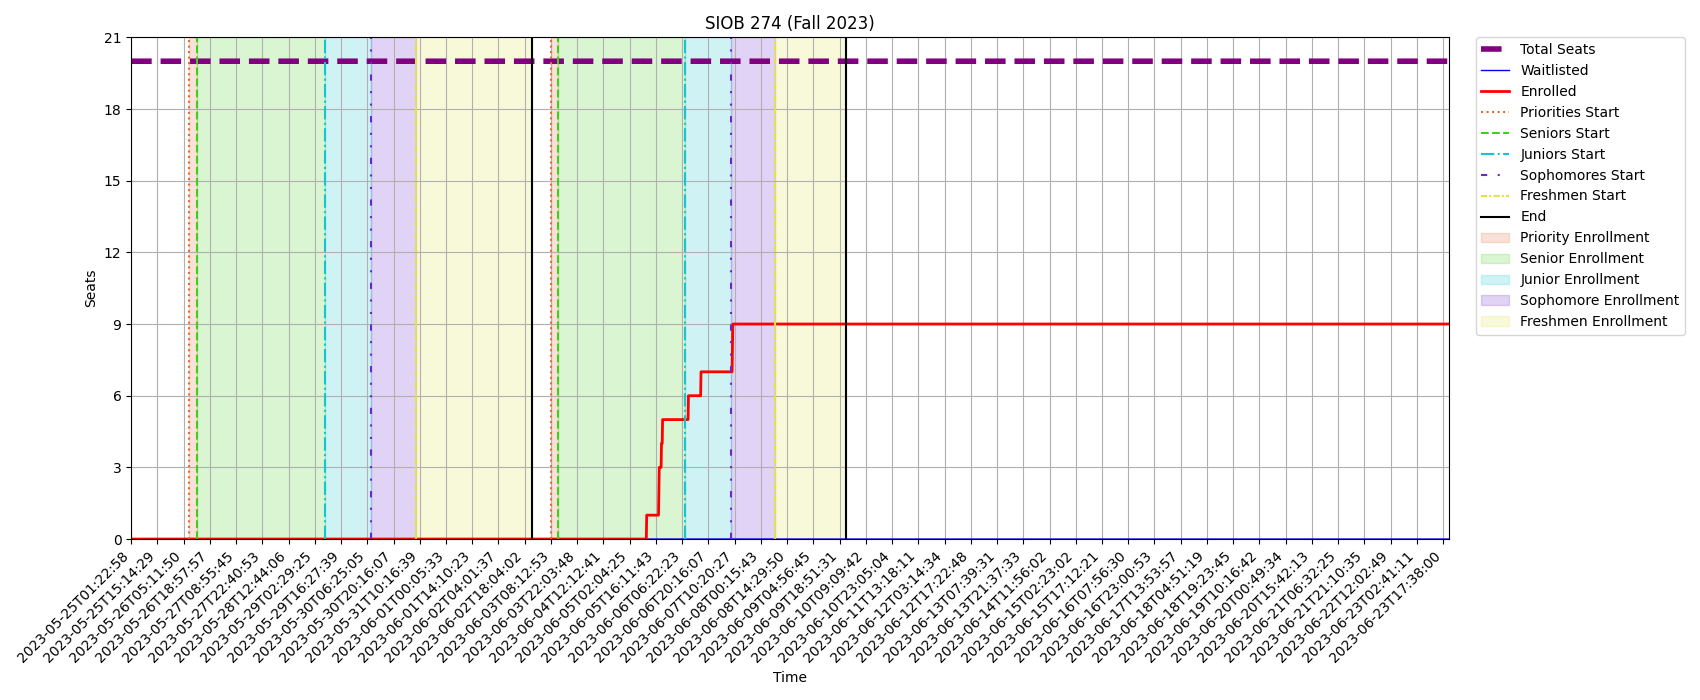 SIOB 274 (Fall 2023)
21
18
15
12
9
6
3
0
Seats
2023-05-25T01:22:58
2023-05-25T15:14:29
2023-05-26T05:11:50
2023-05-26T18:57:57
2023-05-27T08:55:45
2023-05-27T22:40:53
2023-05-28T12:44:06
2023-05-29T02:29:25
2023-05-29T16:27:39
2023-05-30T06:25:05
2023-05-30T20:16:07
2023-05-31T10:16:39
2023-06-01T00:05:33
2023-06-01T14:10:23
2023-06-02T04:01:37
2023-06-02T18:04:02
2023-06-03T08:12:53
2023-06-03T22:03:48
2023-06-04T12:12:41
2023-06-05T02:04:25
2023-06-05T16:11:43
2023-06-06T06:22:23
2023-06-06T20:16:07
2023-06-07T10:20:27
2023-06-08T00:15:43
2023-06-08T14:29:50
2023-06-09T04:56:45
2023-06-09T18:51:31
2023-06-10T09:09:42
2023-06-10T23:05:04
2023-06-11T13:18:11
2023-06-12T03:14:34
2023-06-12T17:22:48
2023-06-13T07:39:31
2023-06-13T21:37:33
2023-06-14T11:56:02
2023-06-15T02:23:02
2023-06-15T17:12:21
2023-06-16T07:56:30
2023-06-16T23:00:53
2023-06-17T13:53:57
2023-06-18T04:51:19
2023-06-18T19:23:45
2023-06-19T10:16:42
2023-06-20T00:49:34
2023-06-20T15:42:13
2023-06-21T06:32:25
2023-06-21T21:10:35
2023-06-22T12:02:49
2023-06-23T02:41:11
2023-06-23T17:38:00
Time
Total Seats
Waitlisted
Enrolled
Priorities Start
Seniors Start
Juniors Start
Sophomores Start
Freshmen Start
End
Priority Enrollment
Senior Enrollment
Junior Enrollment
Sophomore Enrollment
Freshmen Enrollment